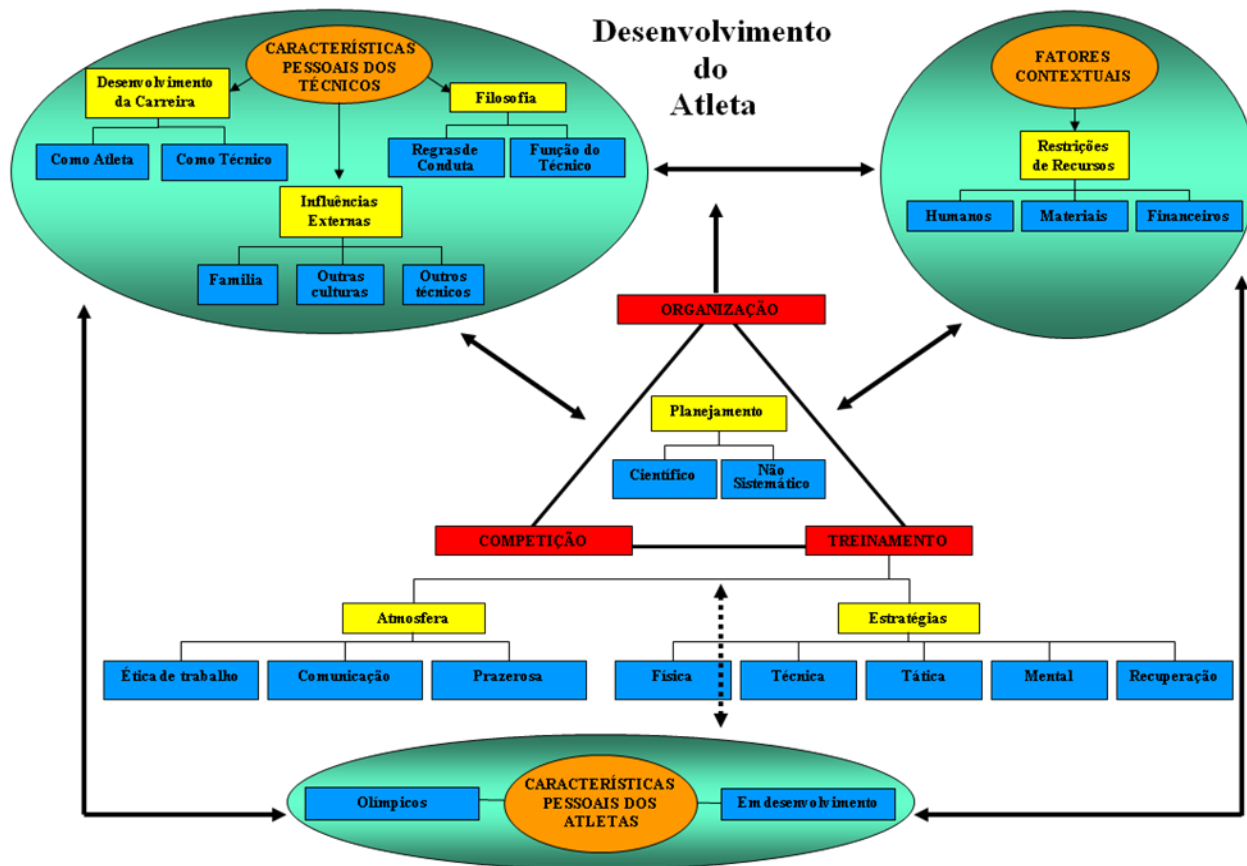 Desenvolvimento
do
Atleta
CARACTERÍSTICAS
PESSOAIS DOS
TÉCNICOS
Desenvolvimento
da Carreira
Como Atleta
Como Técnico
Filosofia
Regras de
Conduta
Função do
Técnico
Influências
Externas
Família
Outras
culturas
Outros
técnicos
FATORES
CONTEXTUAIS
Restrições
de Recursos
Humanos
Materiais
Financeiros
ORGANIZAÇÃO
Planejamento
Científico
Não
Sistemático
COMPETIÇÃO
TREINAMENTO
Atmosfera
Ética de trabalho
Comunicação
Prazerosa
Estratégias
Física
Técnica
Tática
Mental
Recuperação
CARACTERÍSTICAS
PESSOAIS DOS
ATLETAS
Olímpicos
Em desenvolvimento